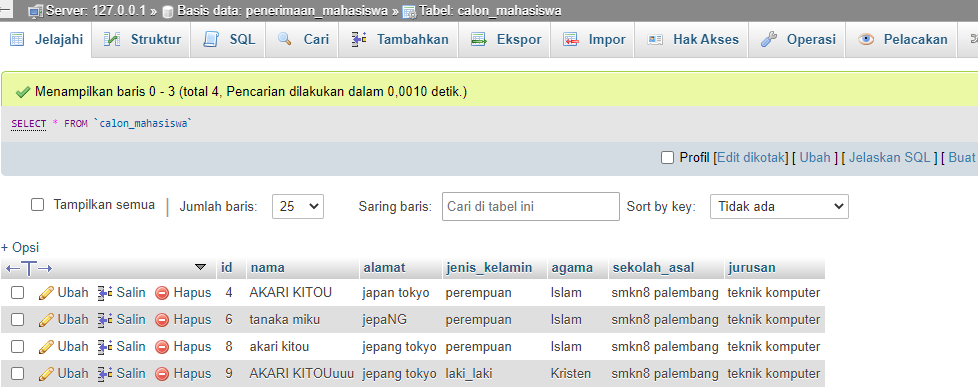 Server: 127.0.0.1 » Basis data: penerimaan_mahasiswa » Tabel: calon_mahasiswa
Jelajahi Struktur SQL Cari Tambahkan Ekspor Impor Hak Akses Operasi Pelacakan
Menampilkan baris 0 - 3 (total 4, Pencarian dilakukan dalam 0,0010 detik.)
SELECT * FROM `calon_mahasiswa`
Profil [Edit dikotak] [ Ubah ] [ Jelaskan SQL ] [ Buat
Tampilkan semua | Jumlah baris: 25 Saring baris: Cari di tabel ini Sort by key: Tidak ada
+ Opsi
←T→ id nama alamat jenis_kelamin agama sekolah_asal jurusan
Ubah Salin Hapus 4 AKARI KITOU japan tokyo perempuan Islam smkn8 palembang teknik komputer
Ubah Salin Hapus 6 tanaka miku jepaNG perempuan Islam smkn8 palembang teknik komputer
Ubah Salin Hapus 8 akari kitou jepang tokyo perempuan Islam smkn8 palembang teknik komputer
Ubah Salin Hapus 9 AKARI KITOUuuu jepang tokyo laki_laki Kristen smkn8 palembang teknik komputer